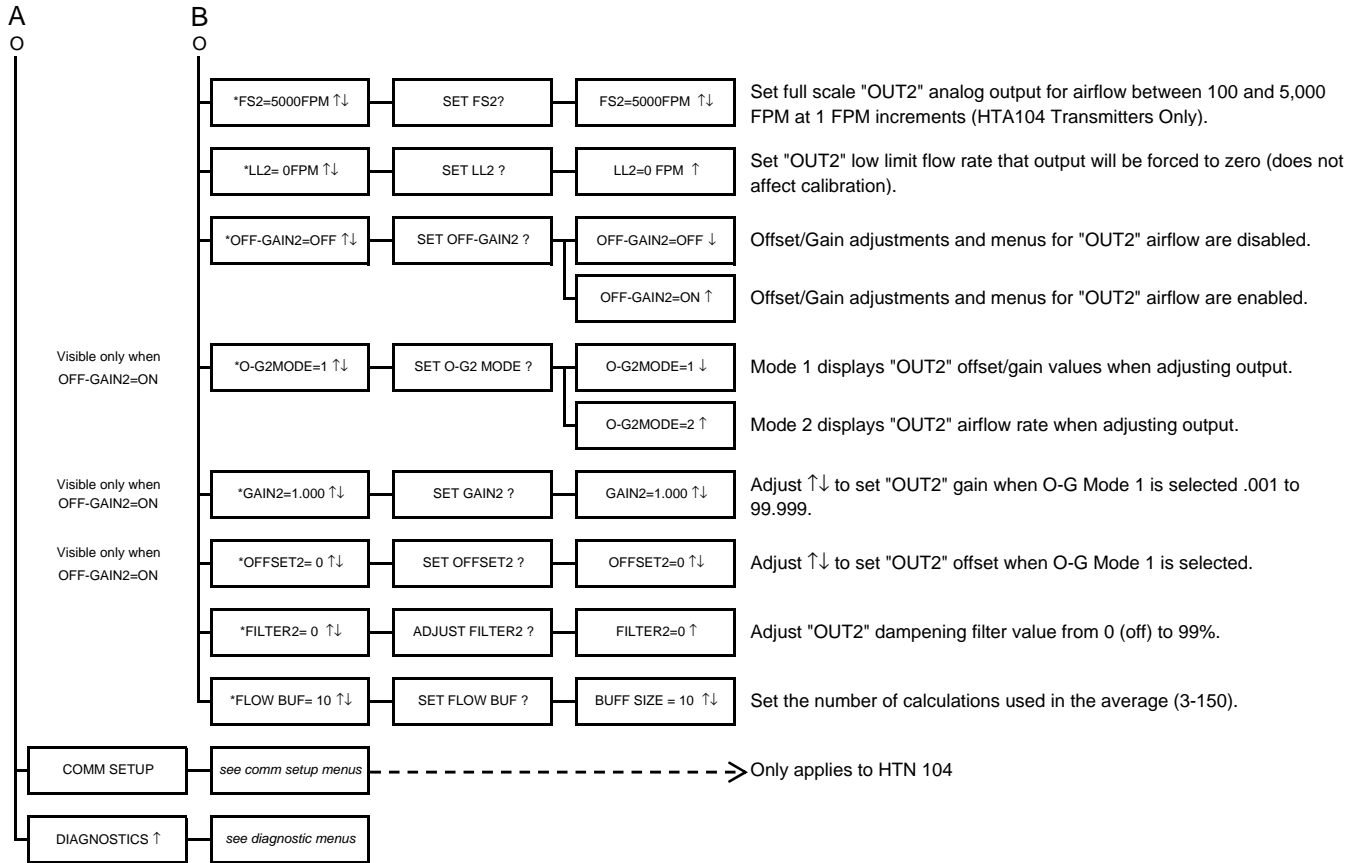 A B
O O
*FS2=5000FPM ↑↓ SET FS2? FS2=5000FPM ↑↓ Set full scale "OUT2" analog output for airflow between 100 and 5,000
FPM at 1 FPM increments (HTA104 Transmitters Only).
*LL2= 0FPM ↑↓ SET LL2 ? LL2=0 FPM ↑ Set "OUT2" low limit flow rate that output will be forced to zero (does not
affect calibration).
*OFF-GAIN2=OFF ↑↓ SET OFF-GAIN2 ? OFF-GAIN2=OFF ↓ Offset/Gain adjustments and menus for "OUT2" airflow are disabled.
OFF-GAIN2=ON ↑ Offset/Gain adjustments and menus for "OUT2" airflow are enabled.
Visible only when
OFF-GAIN2=ON
*O-G2MODE=1 ↑↓ SET O-G2 MODE ? O-G2MODE=1 ↓ Mode 1 displays "OUT2" offset/gain values when adjusting output.
O-G2MODE=2 ↑ Mode 2 displays "OUT2" airflow rate when adjusting output.
Visible only when
OFF-GAIN2=ON
*GAIN2=1.000 ↑↓ SET GAIN2 ? GAIN2=1.000 ↑↓ Adjust ↑↓ to set "OUT2" gain when O-G Mode 1 is selected .001 to
99.999.
Visible only when
OFF-GAIN2=ON
*OFFSET2= 0 ↑↓ SET OFFSET2 ? OFFSET2=0 ↑↓ Adjust ↑↓ to set "OUT2" offset when O-G Mode 1 is selected.
*FILTER2= 0 ↑↓ ADJUST FILTER2 ? FILTER2=0 ↑ Adjust "OUT2" dampening filter value from 0 (off) to 99%.
*FLOW BUF= 10 ↑↓ SET FLOW BUF ? BUFF SIZE = 10 ↑↓ Set the number of calculations used in the average (3-150).
COMM SETUP see comm setup menus Only applies to HTN 104
DIAGNOSTICS ↑ see diagnostic menus